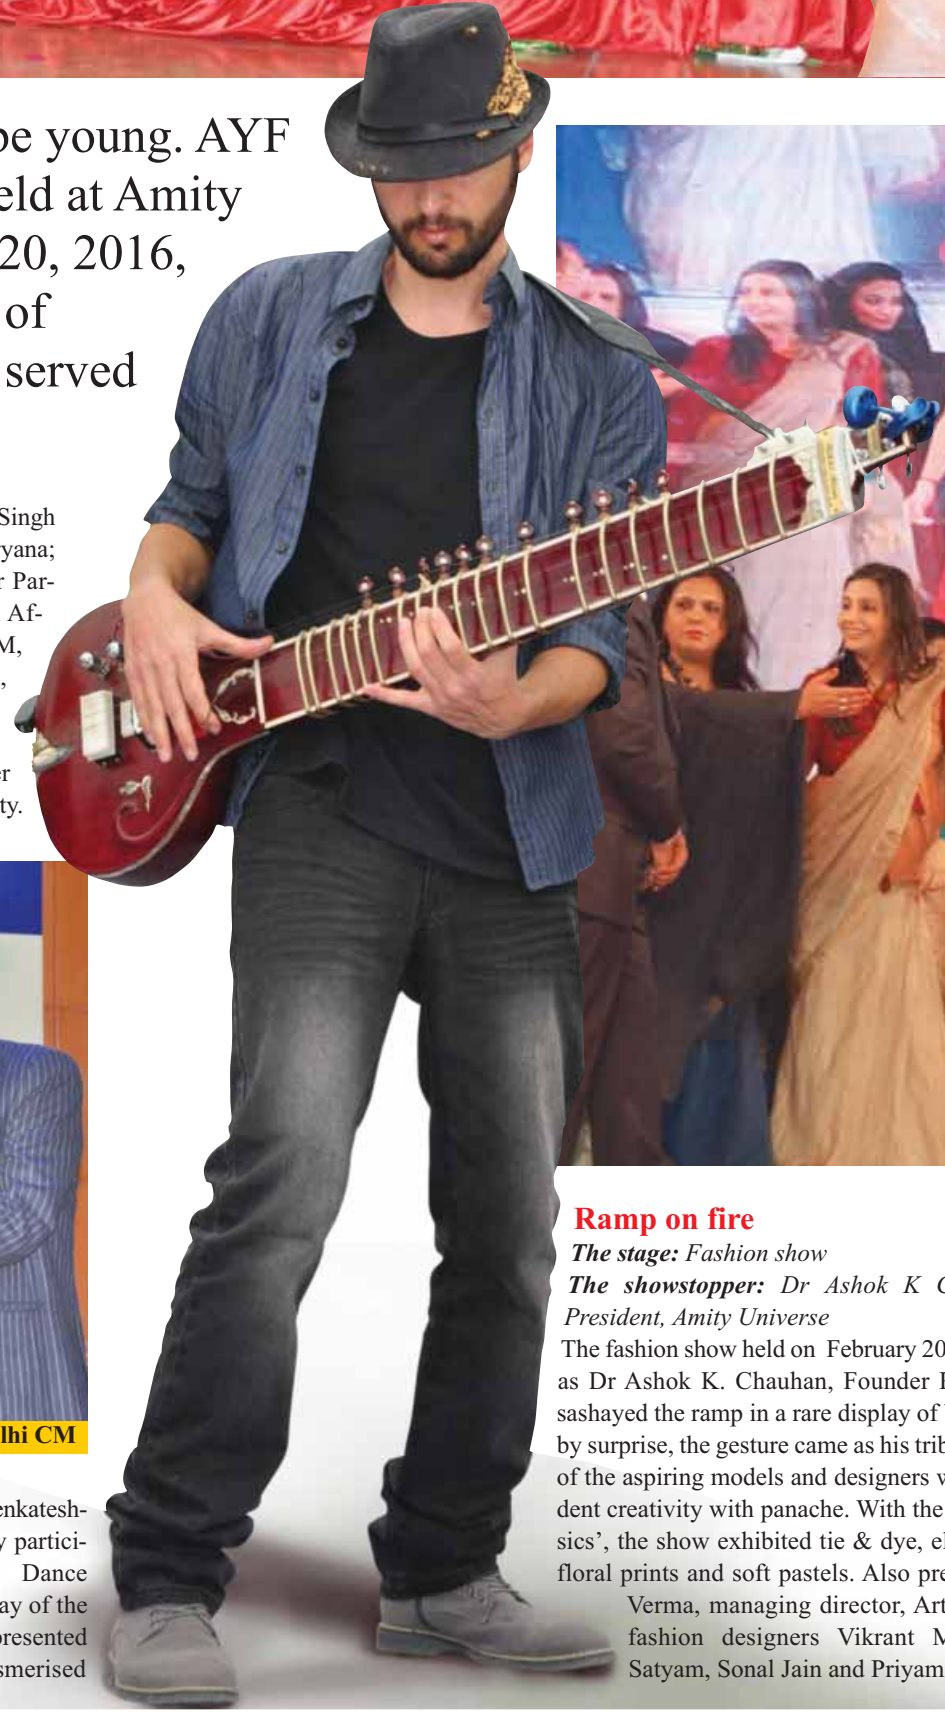 be young. AYF
eld at Amity
20, 2016,
of
served
Singh
ryana;
r Par-
Af-
M,
,
er
ty.
lhi CM
enkatesh-
y partici-
Dance
ay of the
presented
smerised
Ramp on fire
The stage: Fashion show
The showstopper: Dr Ashok K C
President, Amity Universe
The fashion show held on February 20
as Dr Ashok K. Chauhan, Founder
sashayed the ramp in a rare display of
by surprise, the gesture came as his trib
of the aspiring models and designers w
dent creativity with panache. With the
sics’, the show exhibited tie & dye, el
floral prints and soft pastels. Also pre
Verma, managing director, Art
fashion designers Vikrant M
Satyam, Sonal Jain and Priyam